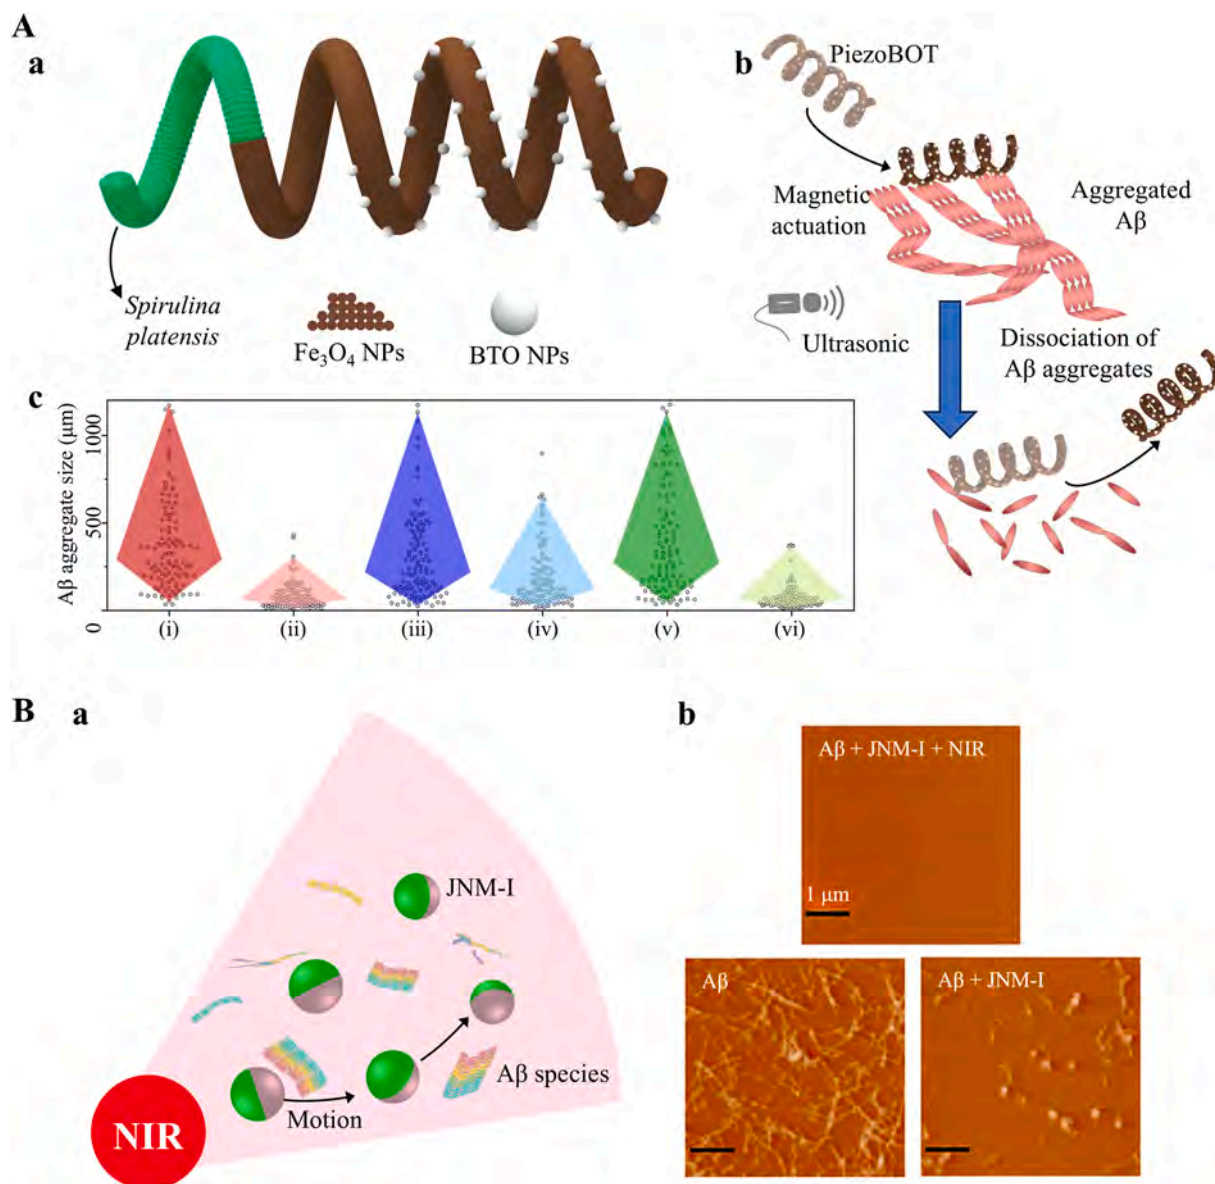 A
a
Spirulina
platensis
Fe₃O₄ NPs
BTO NPs
b
PiezoBOT
Magnetic
actuation
Aggregated
Aβ
Ultrasonic
Dissociation of
Aβ aggregates
c
Aβ aggregate size (μm)
1000
500
0
(i)
(ii)
(iii)
(iv)
(v)
(vi)
B
a
JNM-I
Aβ species
Motion
NIR
b
Aβ + JNM-I + NIR
1 μm
Aβ
Aβ + JNM-I